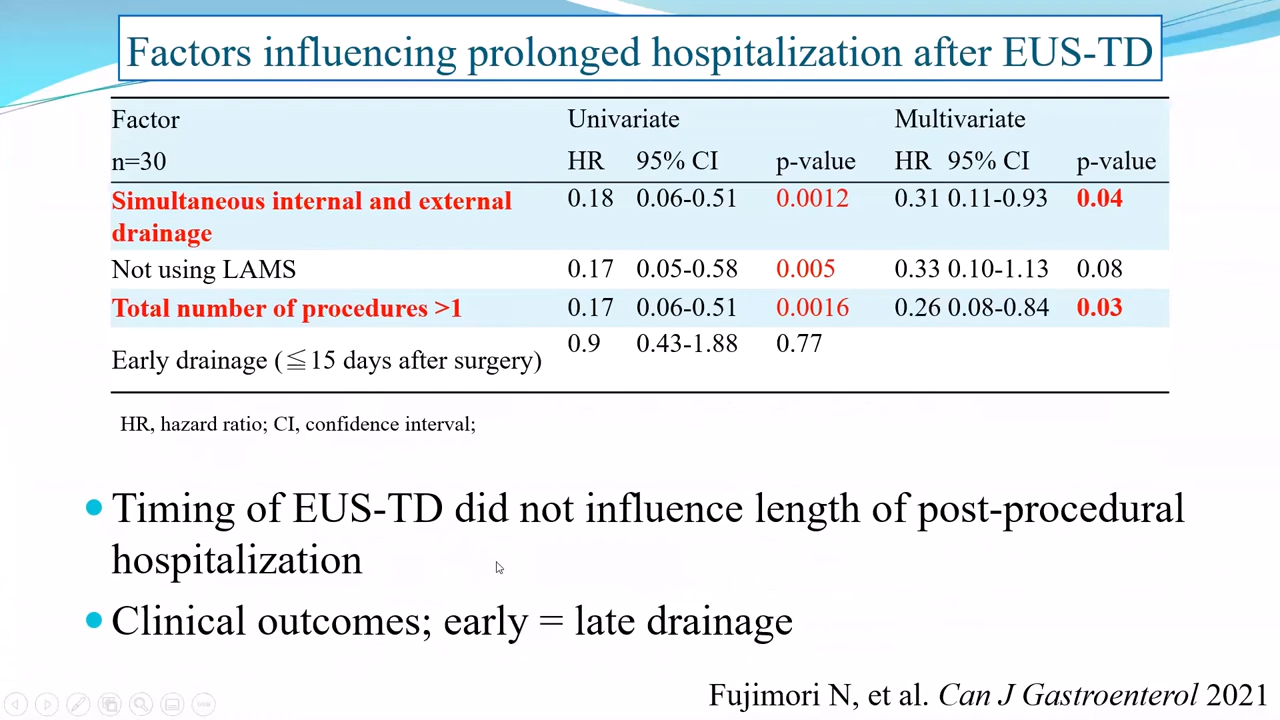 Factors influencing prolonged hospitalization after EUS-TD
Factor Univariate Multivariate
n=30 HR 95% CI p-value HR 95% CI p-value
Simultaneous internal and external drainage 0.18 0.06-0.51 0.0012 0.31 0.11-0.93 0.04
Not using LAMS 0.17 0.05-0.58 0.005 0.33 0.10-1.13 0.08
Total number of procedures >1 0.17 0.06-0.51 0.0016 0.26 0.08-0.84 0.03
Early drainage (≦15 days after surgery) 0.9 0.43-1.88 0.77
HR, hazard ratio; CI, confidence interval;
• Timing of EUS-TD did not influence length of post-procedural
hospitalization
• Clinical outcomes; early = late drainage
Fujimori N, et al. Can J Gastroenterol 2021